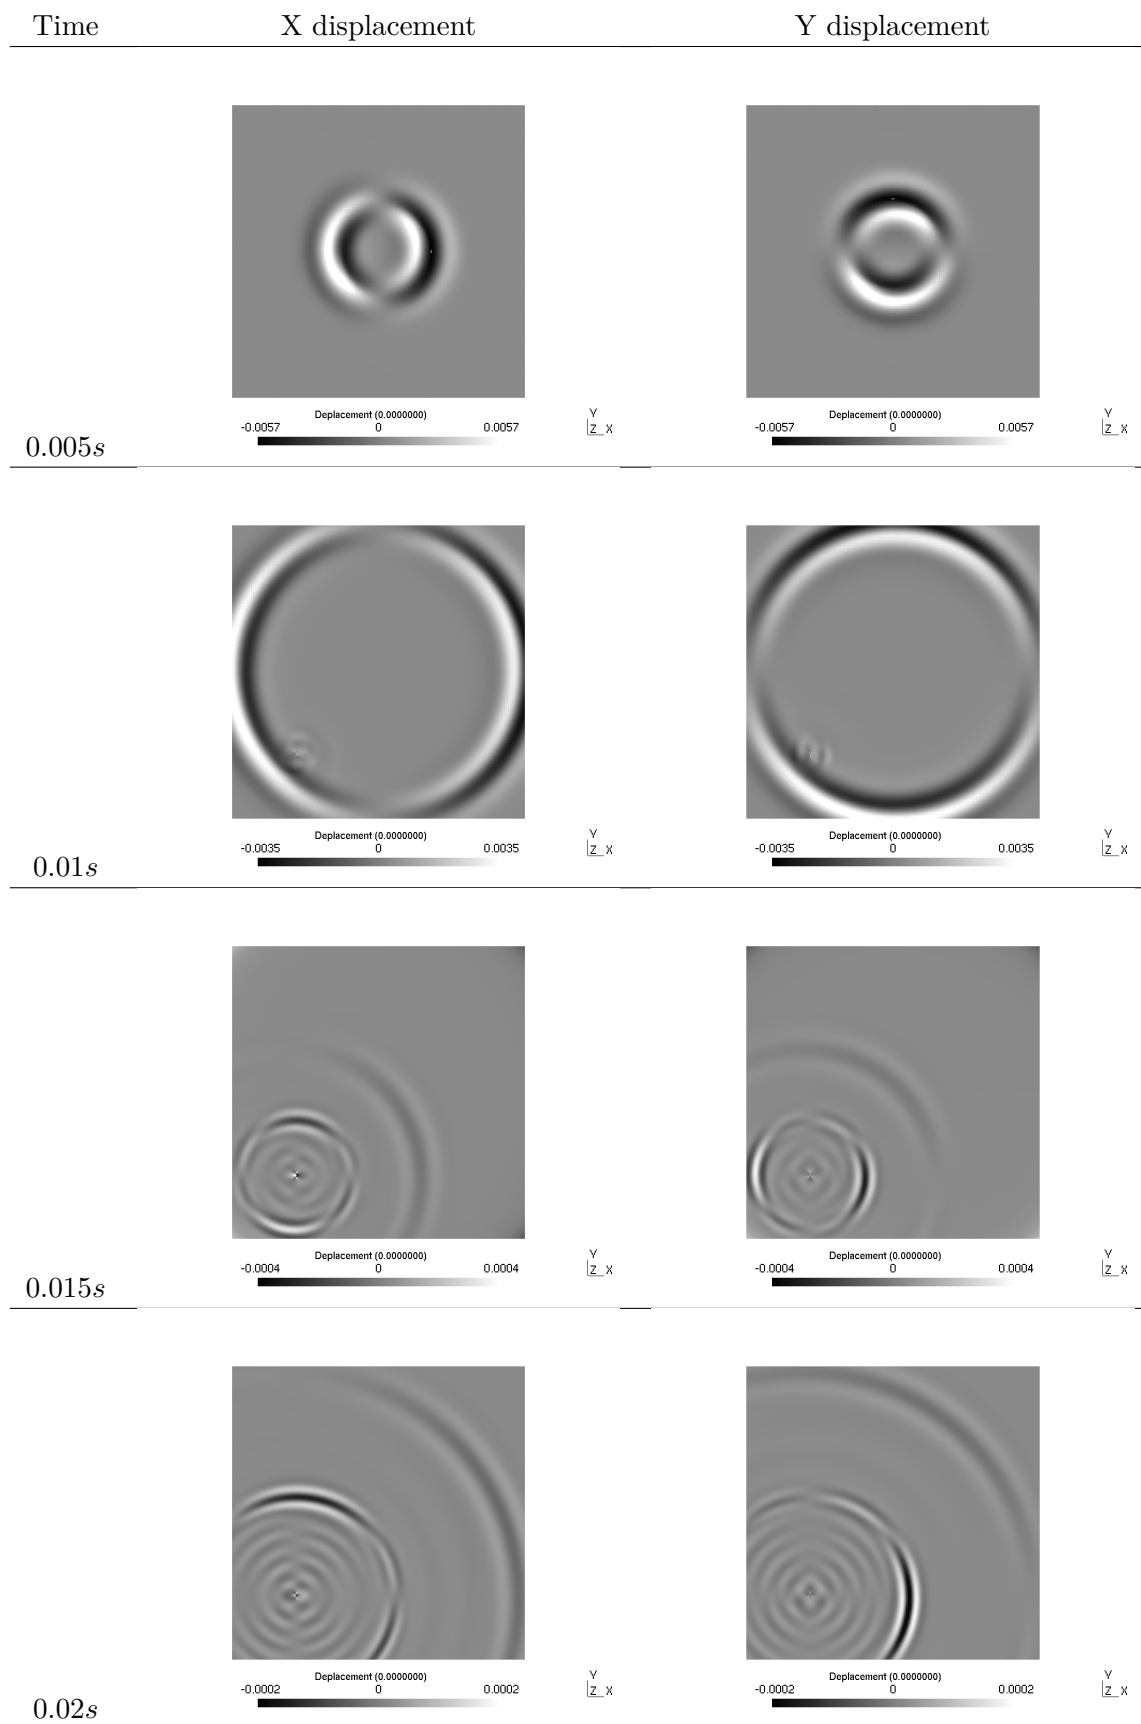 Time X displacement Y displacement
Deplacement (0.0000000) Y Deplacement (0.0000000) Y
-0.0057 0 0.0057 Z X -0.0057 0 0.0057 Z X
0.005s
Deplacement (0.0000000) Y Deplacement (0.0000000) Y
-0.0035 0 0.0035 Z X -0.0035 0 0.0035 Z X
0.01s
Deplacement (0.0000000) Y Deplacement (0.0000000) Y
-0.0004 0 0.0004 Z X -0.0004 0 0.0004 Z X
0.015s
Deplacement (0.0000000) Y Deplacement (0.0000000) Y
-0.0002 0 0.0002 Z X -0.0002 0 0.0002 Z X
0.02s